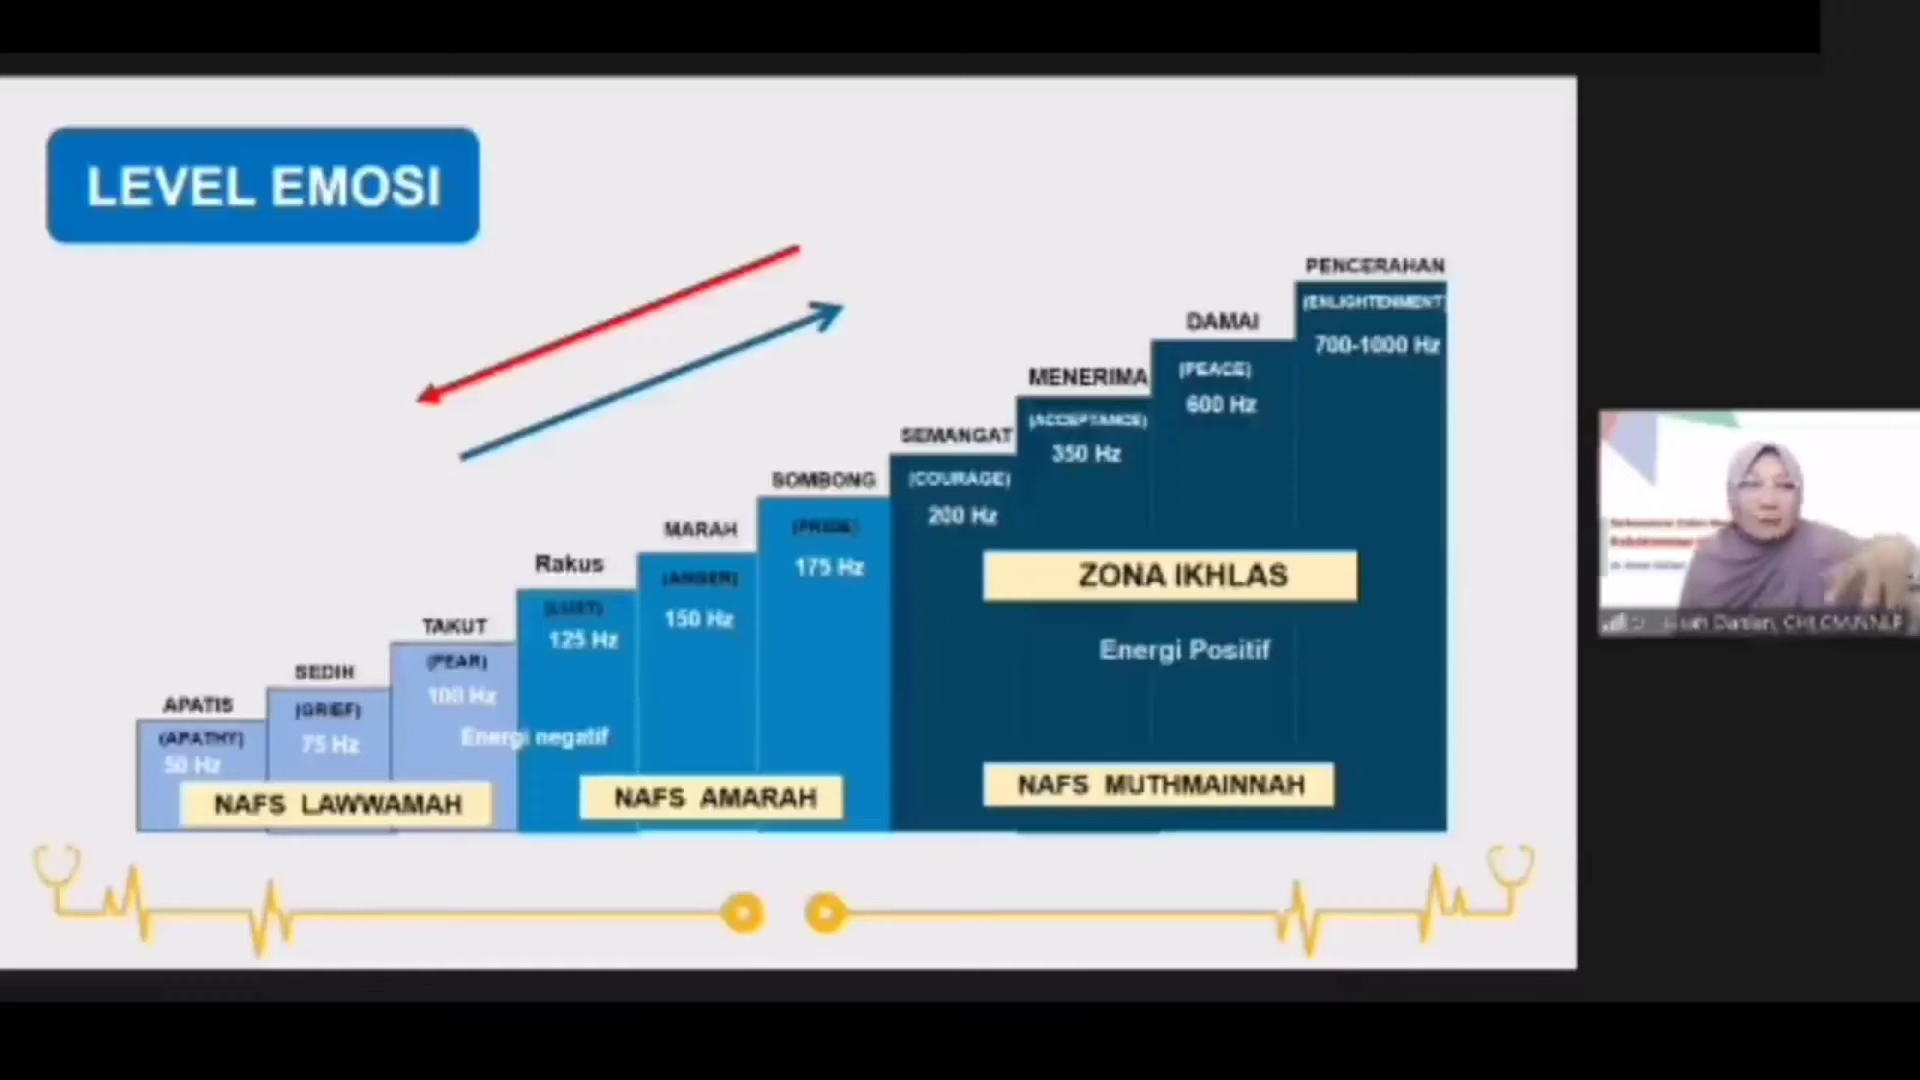 LEVEL EMOSI
PENCERAHAN
(ENLIGHTENMENT)
700-1000 Hz
DAMAI
(PEACE)
600 Hz
MENERIMA
(ACCEPTANCE)
350 Hz
SEMANGAT
(COURAGE)
200 Hz
SOMBONG
(PRIDE)
175 Hz
MARAH
(ANGER)
150 Hz
Rakus
(LUST)
125 Hz
TAKUT
(FEAR)
100 Hz
SEDIH
(GRIEF)
75 Hz
APATIS
(APATHY)
50 Hz
ZONA IKHLAS
Energi Positif
Energi negatif
NAFS LAWWAMAH
NAFS AMARAH
NAFS MUTHMAINNAH